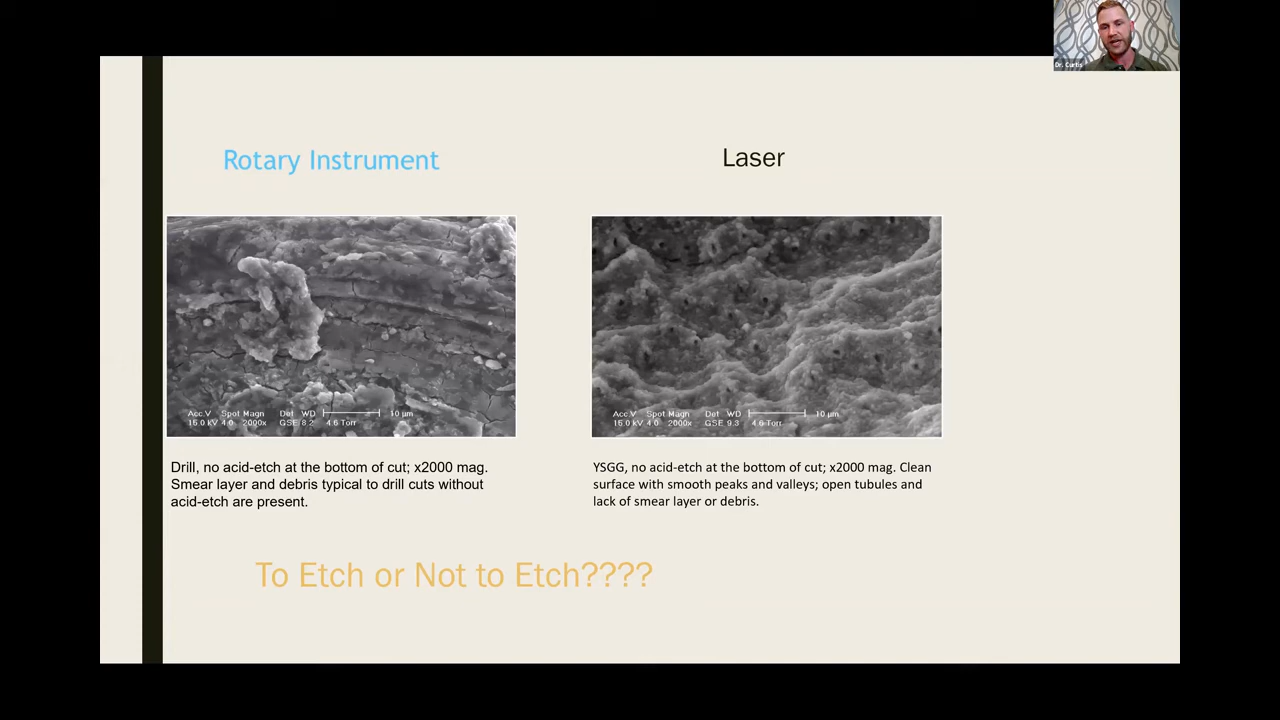 Dr. Curtis
Rotary Instrument
Laser
Acc.V Spot Magn Det WD 10 µm
15.0 kV 4.0 2000x GSE 8.2 4.6 Torr
Acc.V Spot Magn Det WD 10 µm
15.0 kV 4.0 2000x GSE 9.3 4.6 Torr
Drill, no acid-etch at the bottom of cut; x2000 mag.
Smear layer and debris typical to drill cuts without
acid-etch are present.
YSGG, no acid-etch at the bottom of cut; x2000 mag. Clean
surface with smooth peaks and valleys; open tubules and
lack of smear layer or debris.
To Etch or Not to Etch????